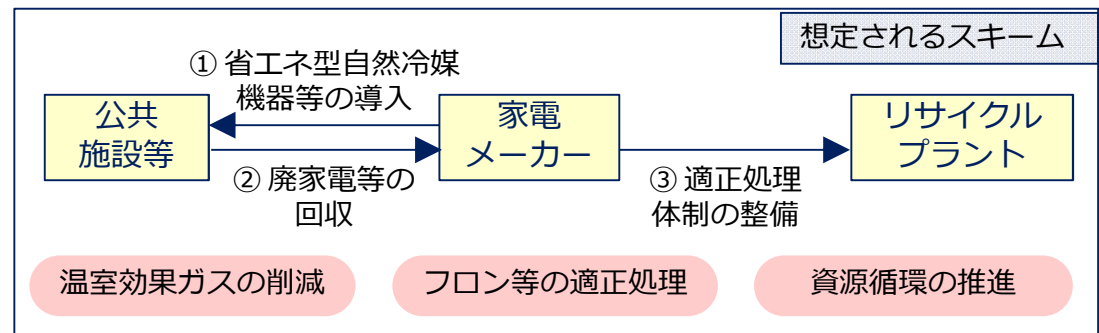 想定されるスキーム
① 省エネ型自然冷媒
機器等の導入
公共
施設等
家電
メーカー
リサイクル
プラント
② 廃家電等の
回収
③ 適正処理
体制の整備
温室効果ガスの削減
フロン等の適正処理
資源循環の推進